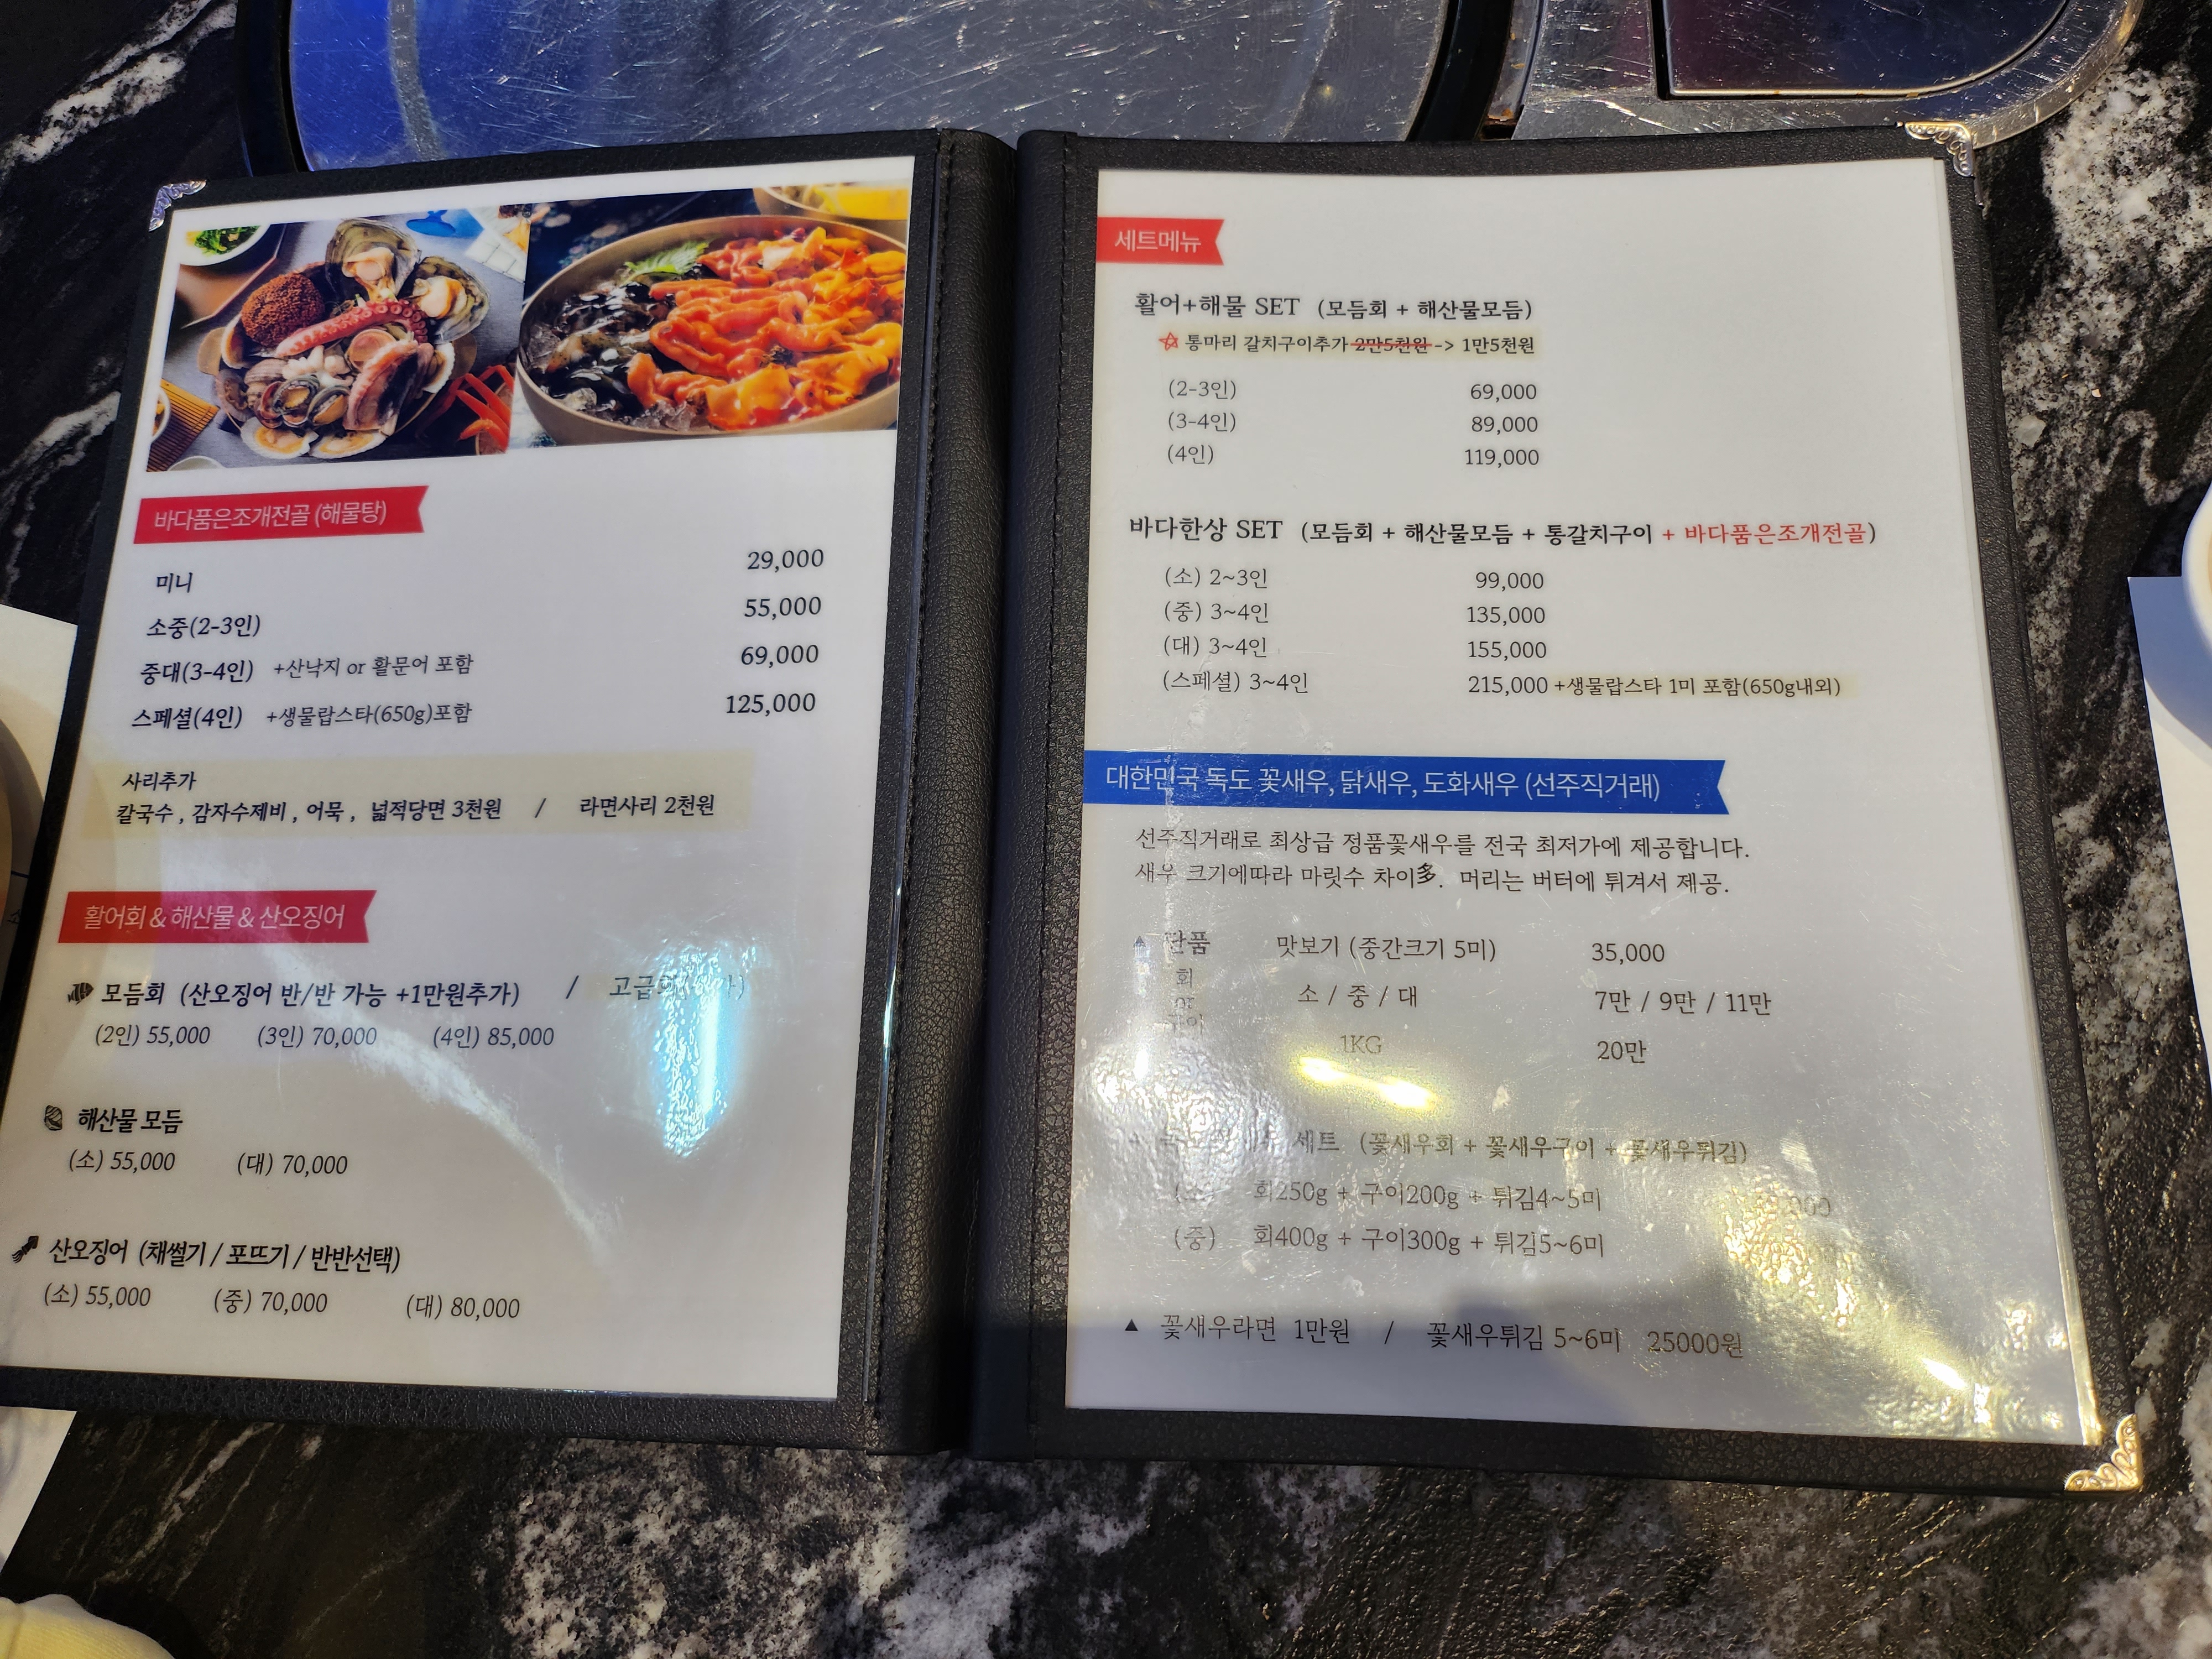 바다품은조개전골 (해물탕)
미니 29,000
소중(2-3인) 55,000
중대(3-4인) +산낙지 or 활문어 포함 69,000
스페셜(4인) +생물랍스타(650g)포함 125,000
사리추가
칼국수 , 감자수제비 , 어묵 , 넓적당면 3천원 / 라면사리 2천원
활어회 & 해산물 & 산오징어
모듬회 (산오징어 반/반 가능 +1만원추가) /
(2인) 55,000 (3인) 70,000 (4인) 85,000
해산물 모듬
(소) 55,000 (대) 70,000
산오징어 (채썰기 / 포뜨기 / 반반선택)
(소) 55,000 (중) 70,000 (대) 80,000
세트메뉴
활어+해물 SET (모듬회 + 해산물모듬)
통마리 갈치구이추가 2만5천원 -> 1만5천원
(2-3인) 69,000
(3-4인) 89,000
(4인) 119,000
바다한상 SET (모듬회 + 해산물모듬 + 통갈치구이 + 바다품은조개전골)
(소) 2~3인 99,000
(중) 3~4인 135,000
(대) 3~4인 155,000
(스페셜) 3~4인 215,000 +생물랍스타 1미 포함(650g내외)
대한민국 독도 꽃새우, 닭새우, 도화새우 (선주직거래)
선주직거래로 최상급 정품꽃새우를 전국 최저가에 제공합니다.
새우 크기에따라 마릿수 차이多. 머리는 버터에 튀겨서 제공.
▲ 단품 맛보기 (중간크기 5미) 35,000
회
소 / 중 / 대 7만 / 9만 / 11만
구이
1KG 20만
세트 (꽃새우회 + 꽃새우구이 + 꽃새우튀김)
(소) 회250g + 구이200g + 튀김4~5미
(중) 회400g + 구이300g + 튀김5~6미
▲ 꽃새우라면 1만원 / 꽃새우튀김 5~6미 25000원